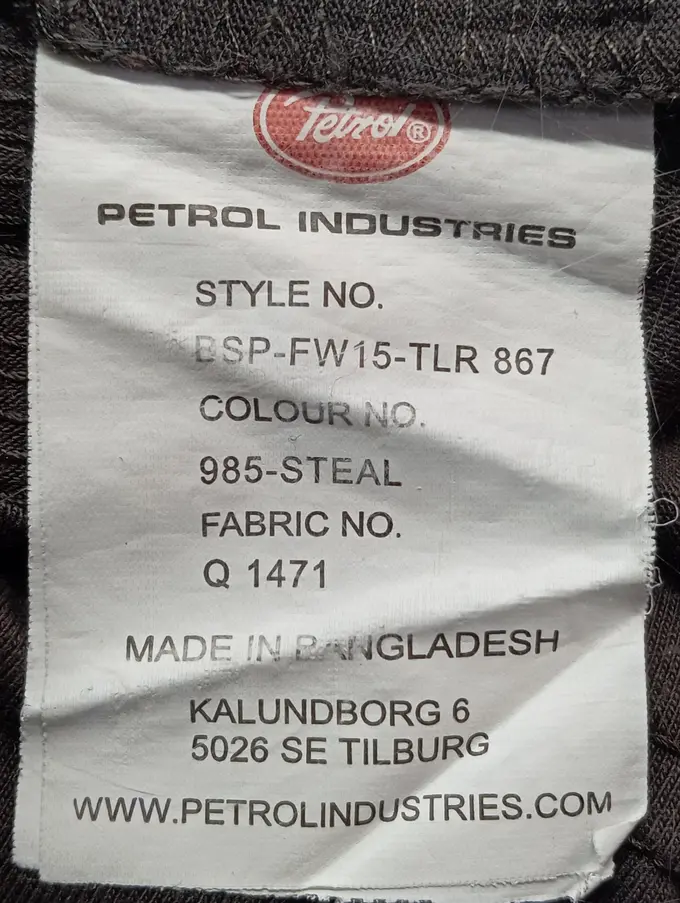 Petrol®
PETROL INDUSTRIES
STYLE NO.
BSP-FW15-TLR 867
COLOUR NO.
985-STEAL
FABRIC NO.
Q 1471
MADE IN BANGLADESH
KALUNDBORG 6
5026 SE TILBURG
WWW.PETROLINDUSTRIES.COM